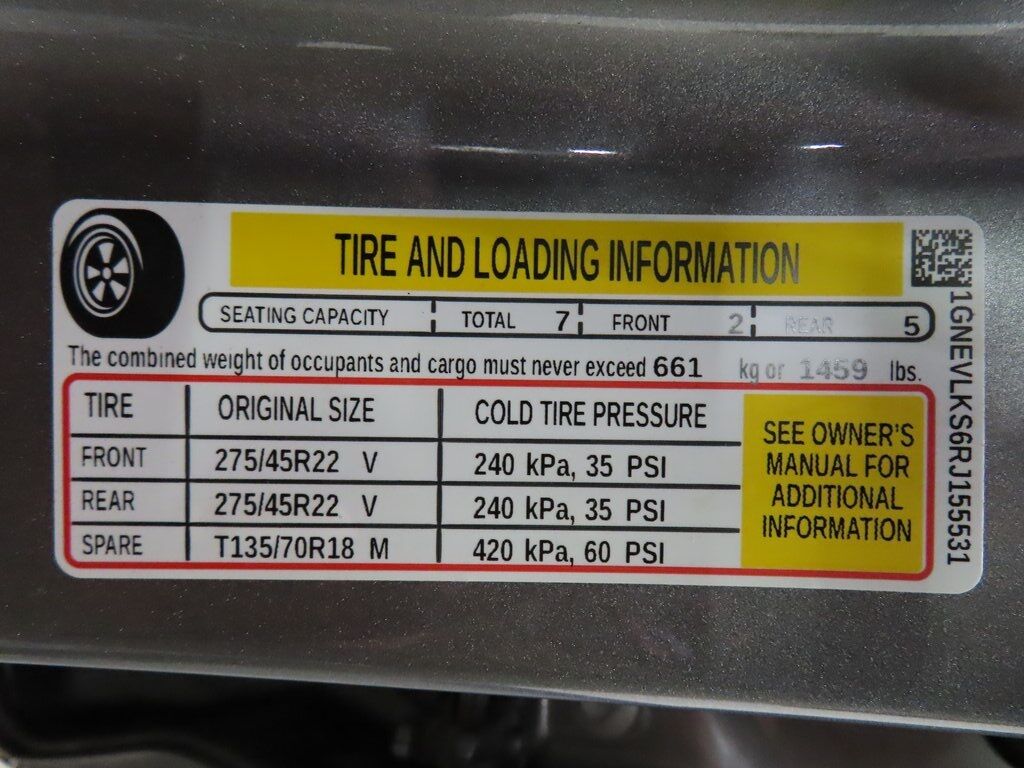 TIRE AND LOADING INFORMATION
SEATING CAPACITY TOTAL 7 FRONT 2 REAR 5
The combined weight of occupants and cargo must never exceed 661 kg or 1459 lbs.
TIRE ORIGINAL SIZE COLD TIRE PRESSURE
FRONT 275/45R22 V 240 kPa, 35 PSI
REAR 275/45R22 V 240 kPa, 35 PSI
SPARE T135/70R18 M 420 kPa, 60 PSI
SEE OWNER'S
MANUAL FOR
ADDITIONAL
INFORMATION
1GNEVLKS6RJ155531